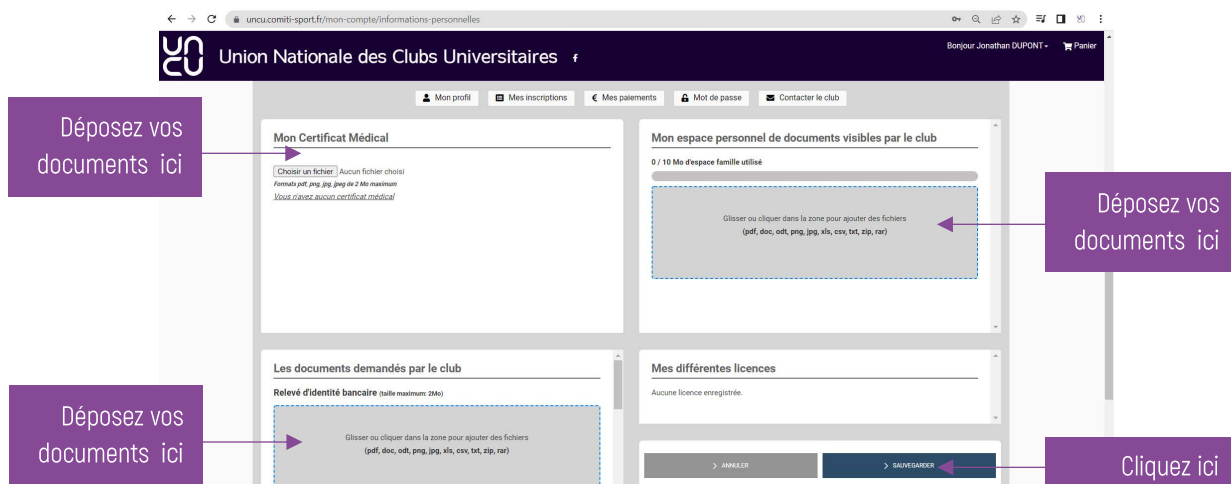 uncu.comiti-sport.fr/mon-compte/informations-personnelles
UNCU
Union Nationale des Clubs Universitaires f
Bonjour Jonathan DUPONT
Panier
Mon profil
Mes inscriptions
€ Mes paiements
Mot de passe
Contacter le club
Déposez vos
documents ici
Mon Certificat Médical
Choisir un fichier Aucun fichier choisi
Formats pdf, png, jpg, jpeg de 2 Mo maximum
Vous n'avez aucun certificat médical
Mon espace personnel de documents visibles par le club
0 / 10 Mo d'espace famille utilisé
Glisser ou cliquer dans la zone pour ajouter des fichiers
(pdf, doc, odt, png, jpg, xls, csv, txt, zip, rar)
Déposez vos
documents ici
Déposez vos
documents ici
Les documents demandés par le club
Relevé d'identité bancaire (taille maximum: 2Mo)
Glisser ou cliquer dans la zone pour ajouter des fichiers
(pdf, doc, odt, png, jpg, xls, csv, txt, zip, rar)
Mes différentes licences
Aucune licence enregistrée.
> ANNULER
> SAUVEGARDER
Cliquez ici